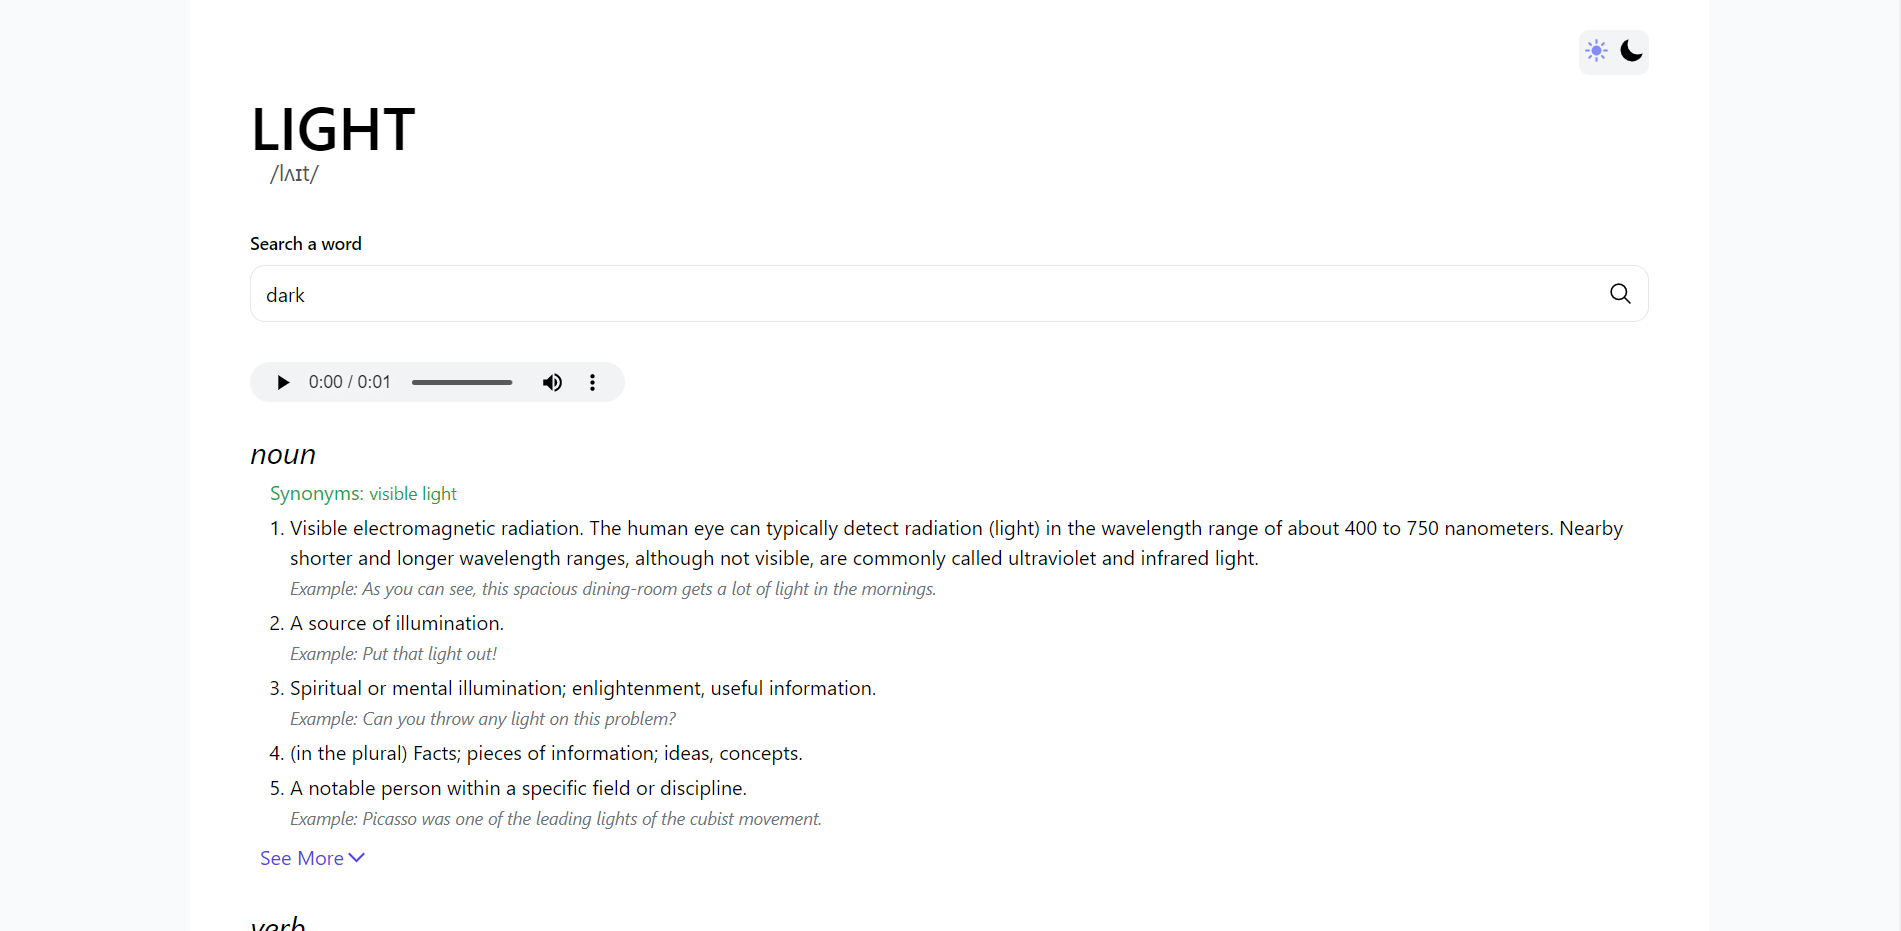 LIGHT
/lʌɪt/
Search a word
dark
0:00 / 0:01
noun
Synonyms: visible light
1. Visible electromagnetic radiation. The human eye can typically detect radiation (light) in the wavelength range of about 400 to 750 nanometers. Nearby
shorter and longer wavelength ranges, although not visible, are commonly called ultraviolet and infrared light.
Example: As you can see, this spacious dining-room gets a lot of light in the mornings.
2. A source of illumination.
Example: Put that light out!
3. Spiritual or mental illumination; enlightenment, useful information.
Example: Can you throw any light on this problem?
4. (in the plural) Facts; pieces of information; ideas, concepts.
5. A notable person within a specific field or discipline.
Example: Picasso was one of the leading lights of the cubist movement.
See More
verb